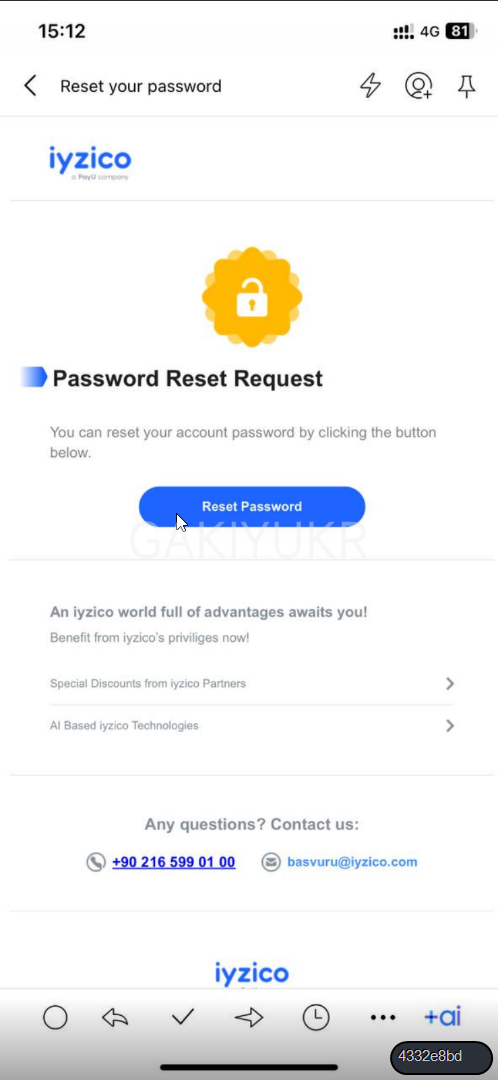 15:12
4G 81
Reset your password
iyzico
a PayU company
Password Reset Request
You can reset your account password by clicking the button
below.
Reset Password
GAKIYUKR
An iyzico world full of advantages awaits you!
Benefit from iyzico's priviliges now!
Special Discounts from iyzico Partners
AI Based iyzico Technologies
Any questions? Contact us:
+90 216 599 01 00 basvuru@iyzico.com
iyzico
+ai
4332e8bd